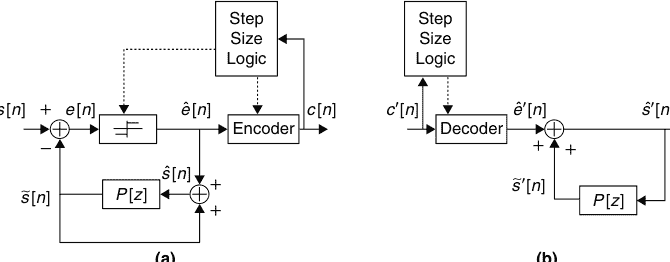 Step
Size
Logic
s[n]
+
e[n]
ê[n]
Encoder
c[n]
−
s̃[n]
P[z]
ŝ[n]
+
+
(a)
Step
Size
Logic
c′[n]
Decoder
ê′[n]
ŝ′[n]
+
+
s̃′[n]
P[z]
(b)